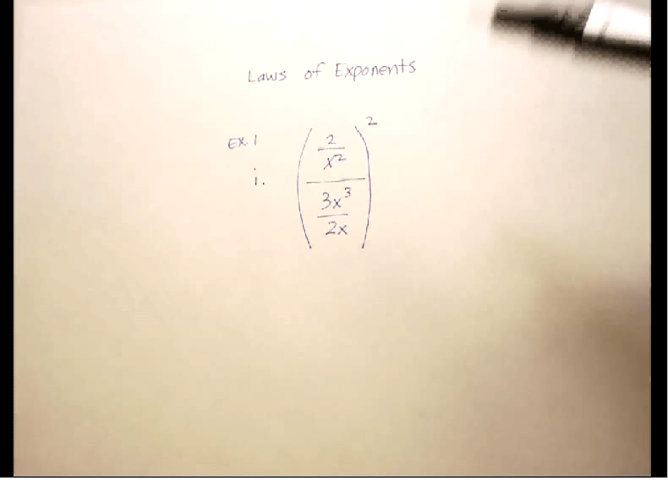 Laws of Exponents
Ex. 1
i. ((2/x²)/(3x³/2x))²